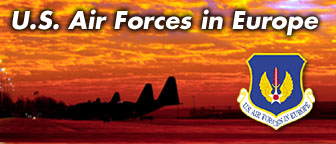 U.S. Air Forces in Europe
U.S. AIR FORCES IN EUROPE